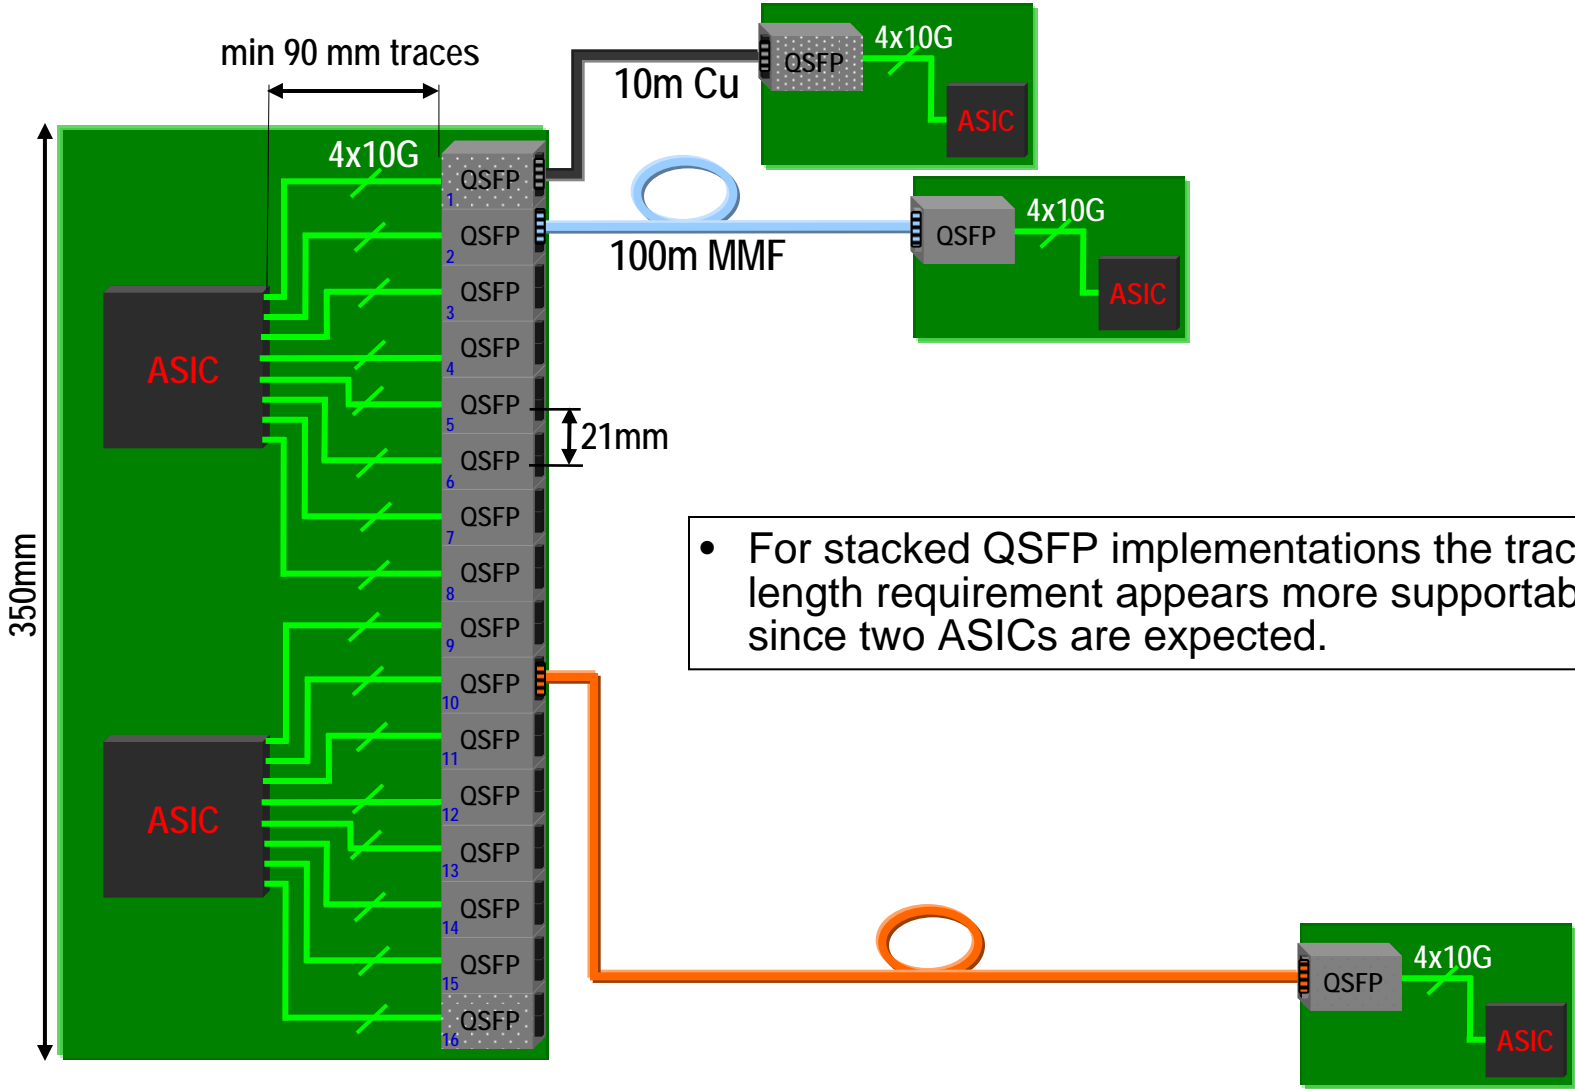 min 90 mm traces
10m Cu
QSFP
4x10G
ASIC
350mm
4x10G
100m MMF
QSFP
4x10G
ASIC
ASIC
QSFP
1
QSFP
2
QSFP
3
QSFP
4
QSFP
5
QSFP
6
QSFP
7
QSFP
8
21mm
• For stacked QSFP implementations the trac
length requirement appears more supportab
since two ASICs are expected.
ASIC
QSFP
9
QSFP
10
QSFP
11
QSFP
12
QSFP
13
QSFP
14
QSFP
15
QSFP
16
QSFP
4x10G
ASIC